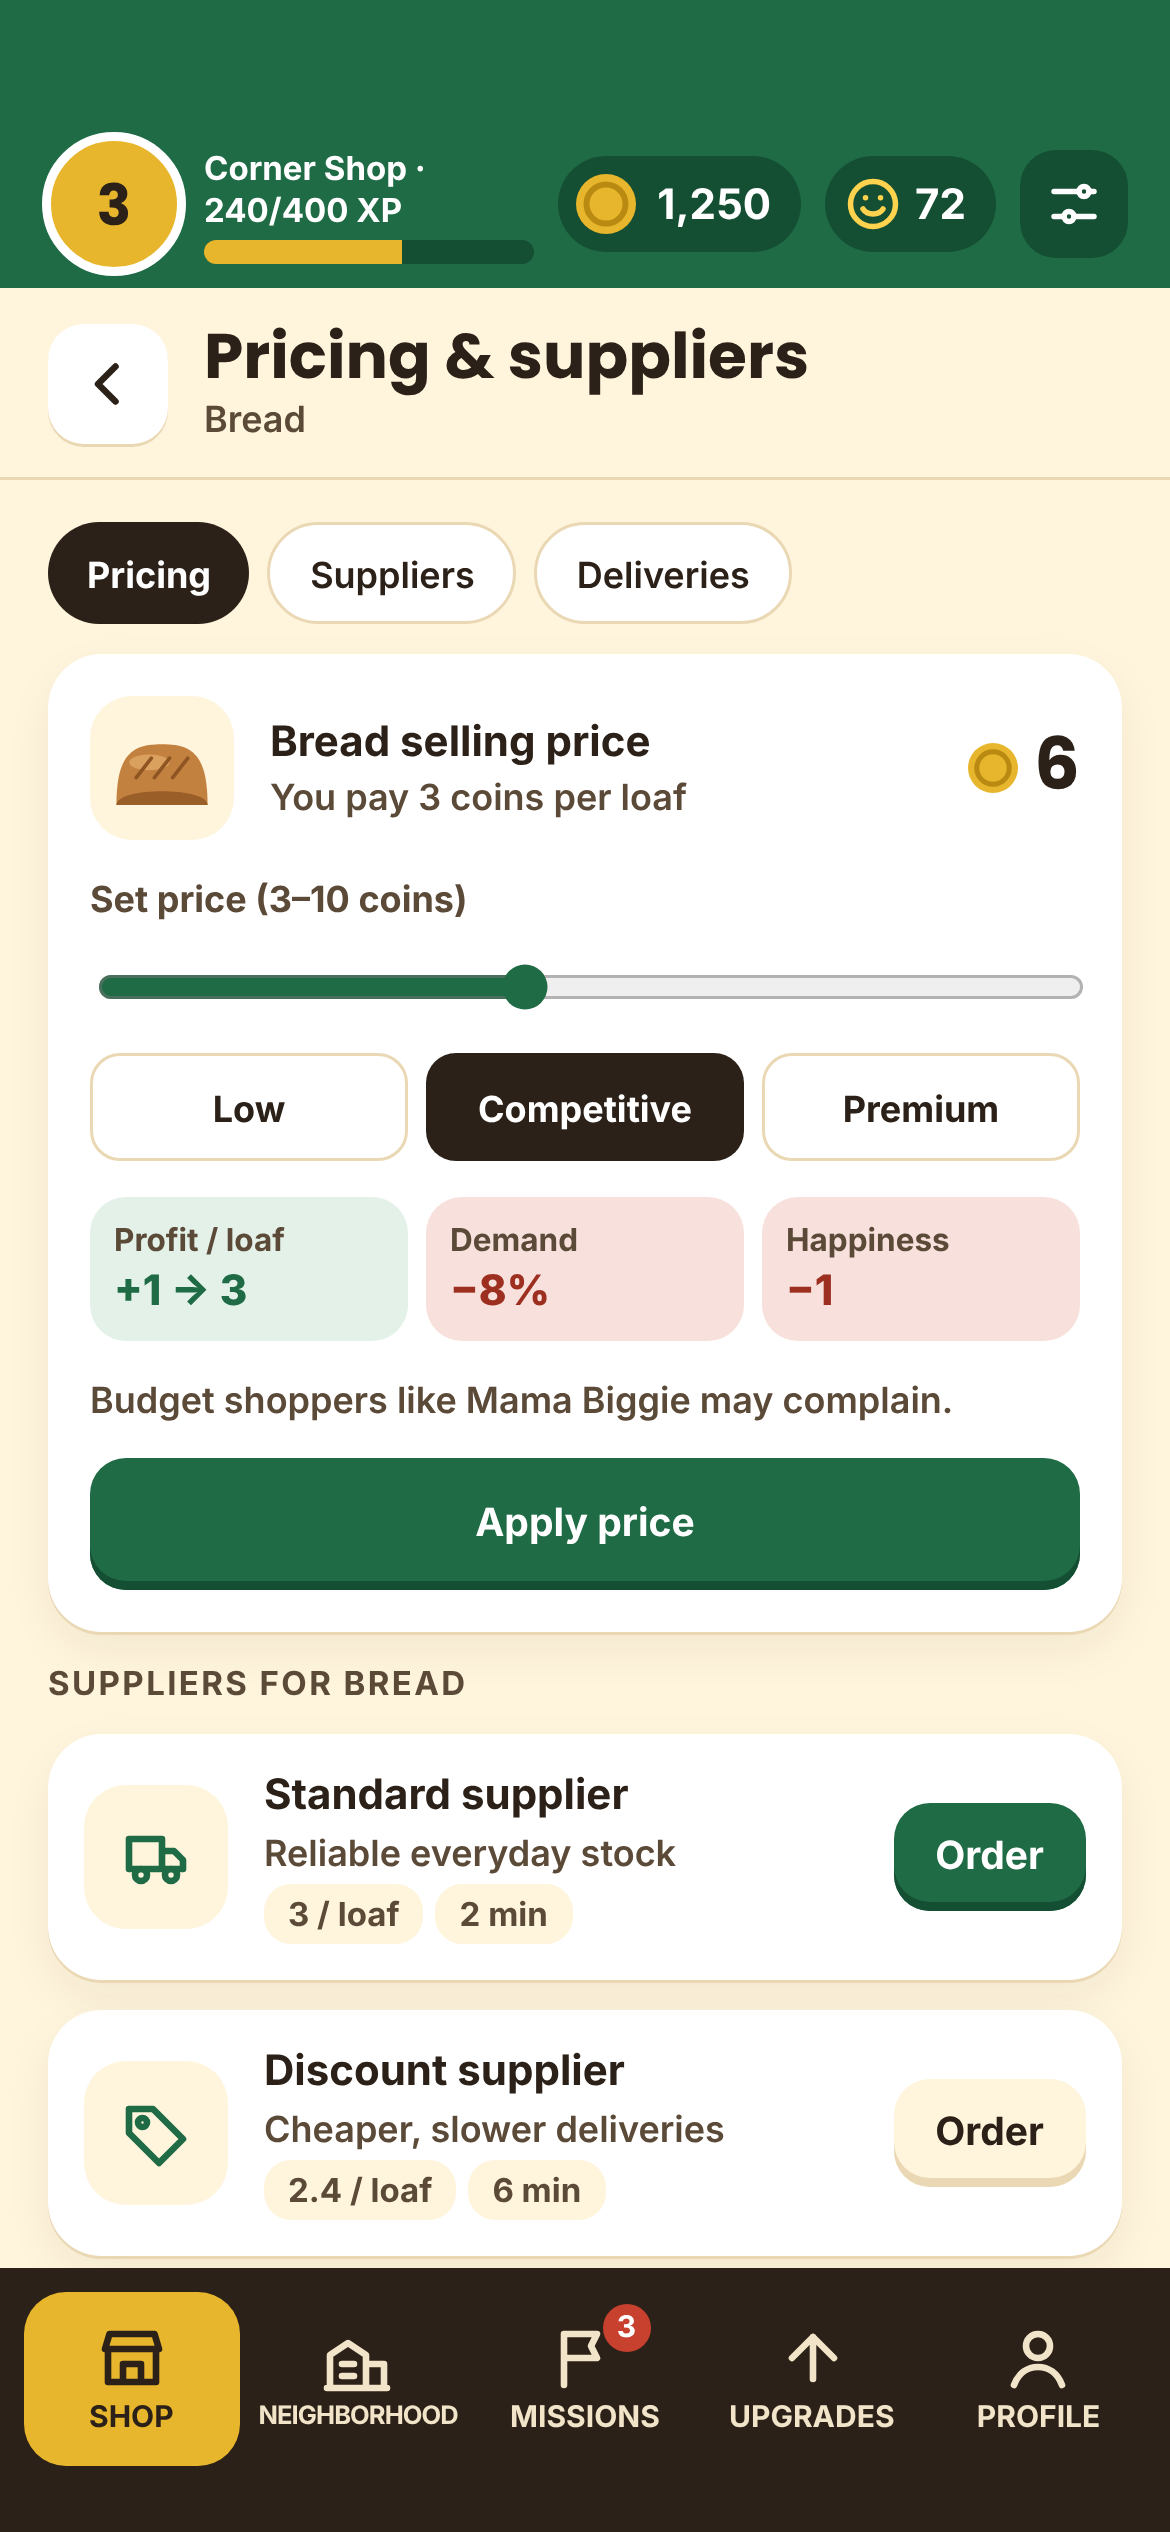 3
Corner Shop ·
240/400 XP
1,250
72
Pricing & suppliers
Bread
Pricing
Suppliers
Deliveries
Bread selling price
You pay 3 coins per loaf
6
Set price (3–10 coins)
Low
Competitive
Premium
Profit / loaf
+1 → 3
Demand
−8%
Happiness
−1
Budget shoppers like Mama Biggie may complain.
Apply price
SUPPLIERS FOR BREAD
Standard supplier
Reliable everyday stock
3 / loaf
2 min
Order
Discount supplier
Cheaper, slower deliveries
2.4 / loaf
6 min
Order
SHOP
NEIGHBORHOOD
3
MISSIONS
UPGRADES
PROFILE